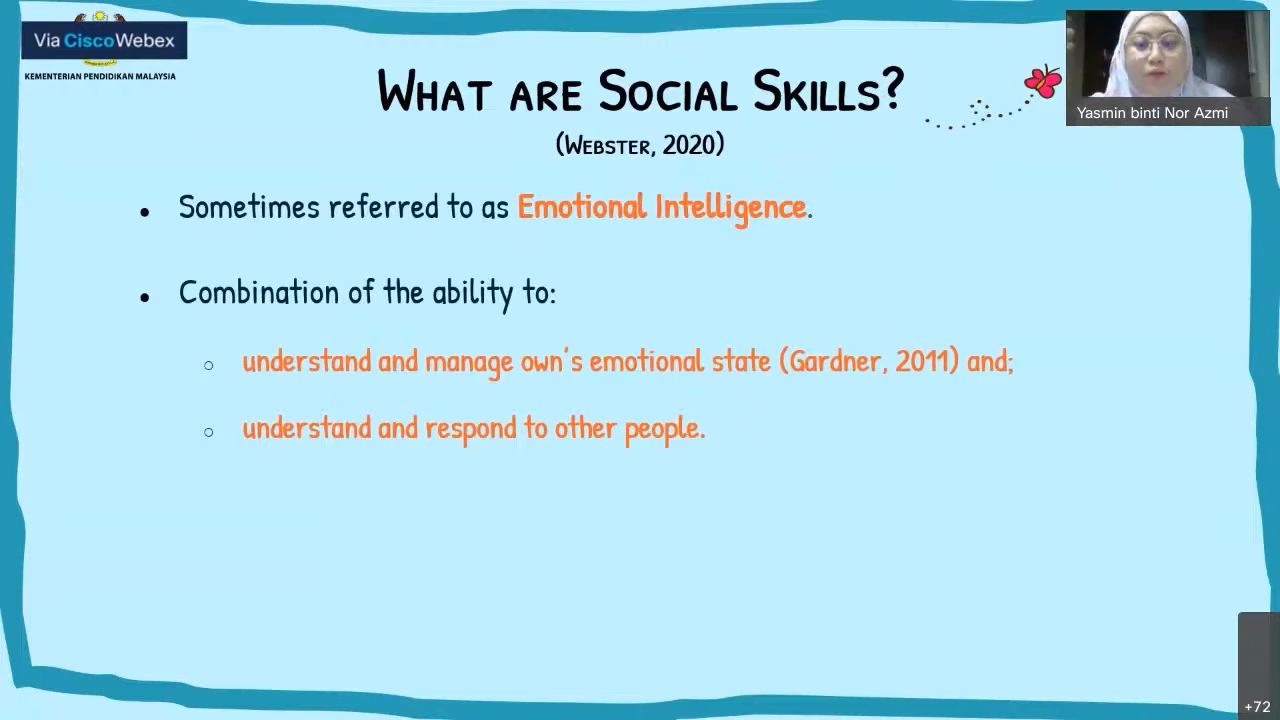 Via CiscoWebex
KEMENTERIAN PENDIDIKAN MALAYSIA
WHAT ARE SOCIAL SKILLS?
(WEBSTER, 2020)
Yasmin binti Nor Azmi
• Sometimes referred to as Emotional Intelligence.
• Combination of the ability to:
○ understand and manage own's emotional state (Gardner, 2011) and;
○ understand and respond to other people.
+72